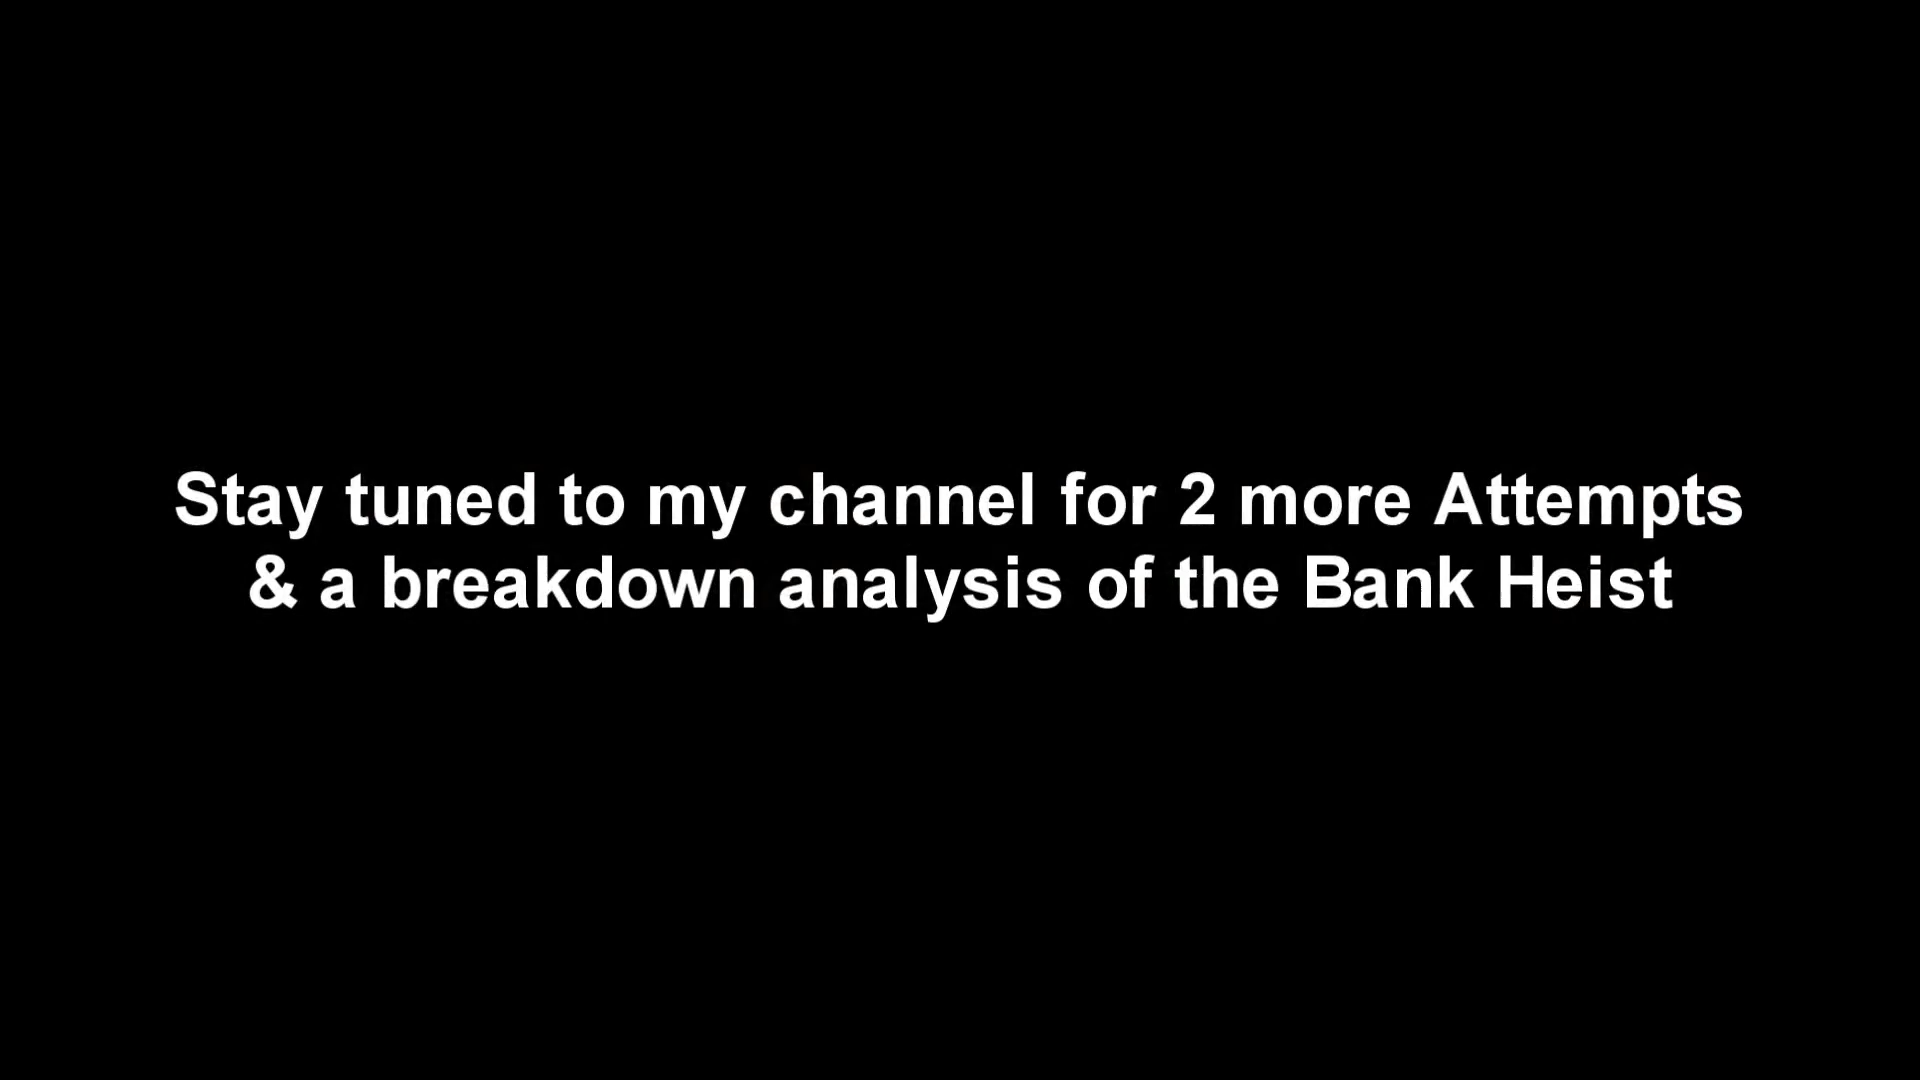 Stay tuned to my channel for 2 more Attempts
& a breakdown analysis of the Bank Heist